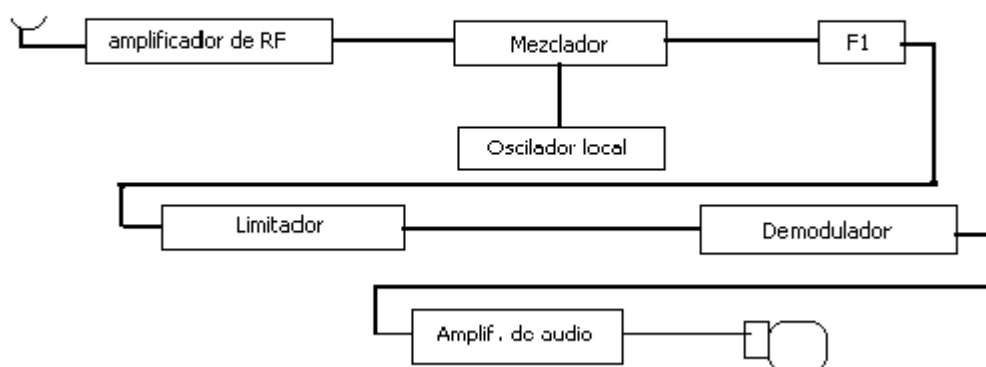 amplificador de RF
Mezclador
F1
Oscilador local
Limitador
Demodulador
Amplif. de audio